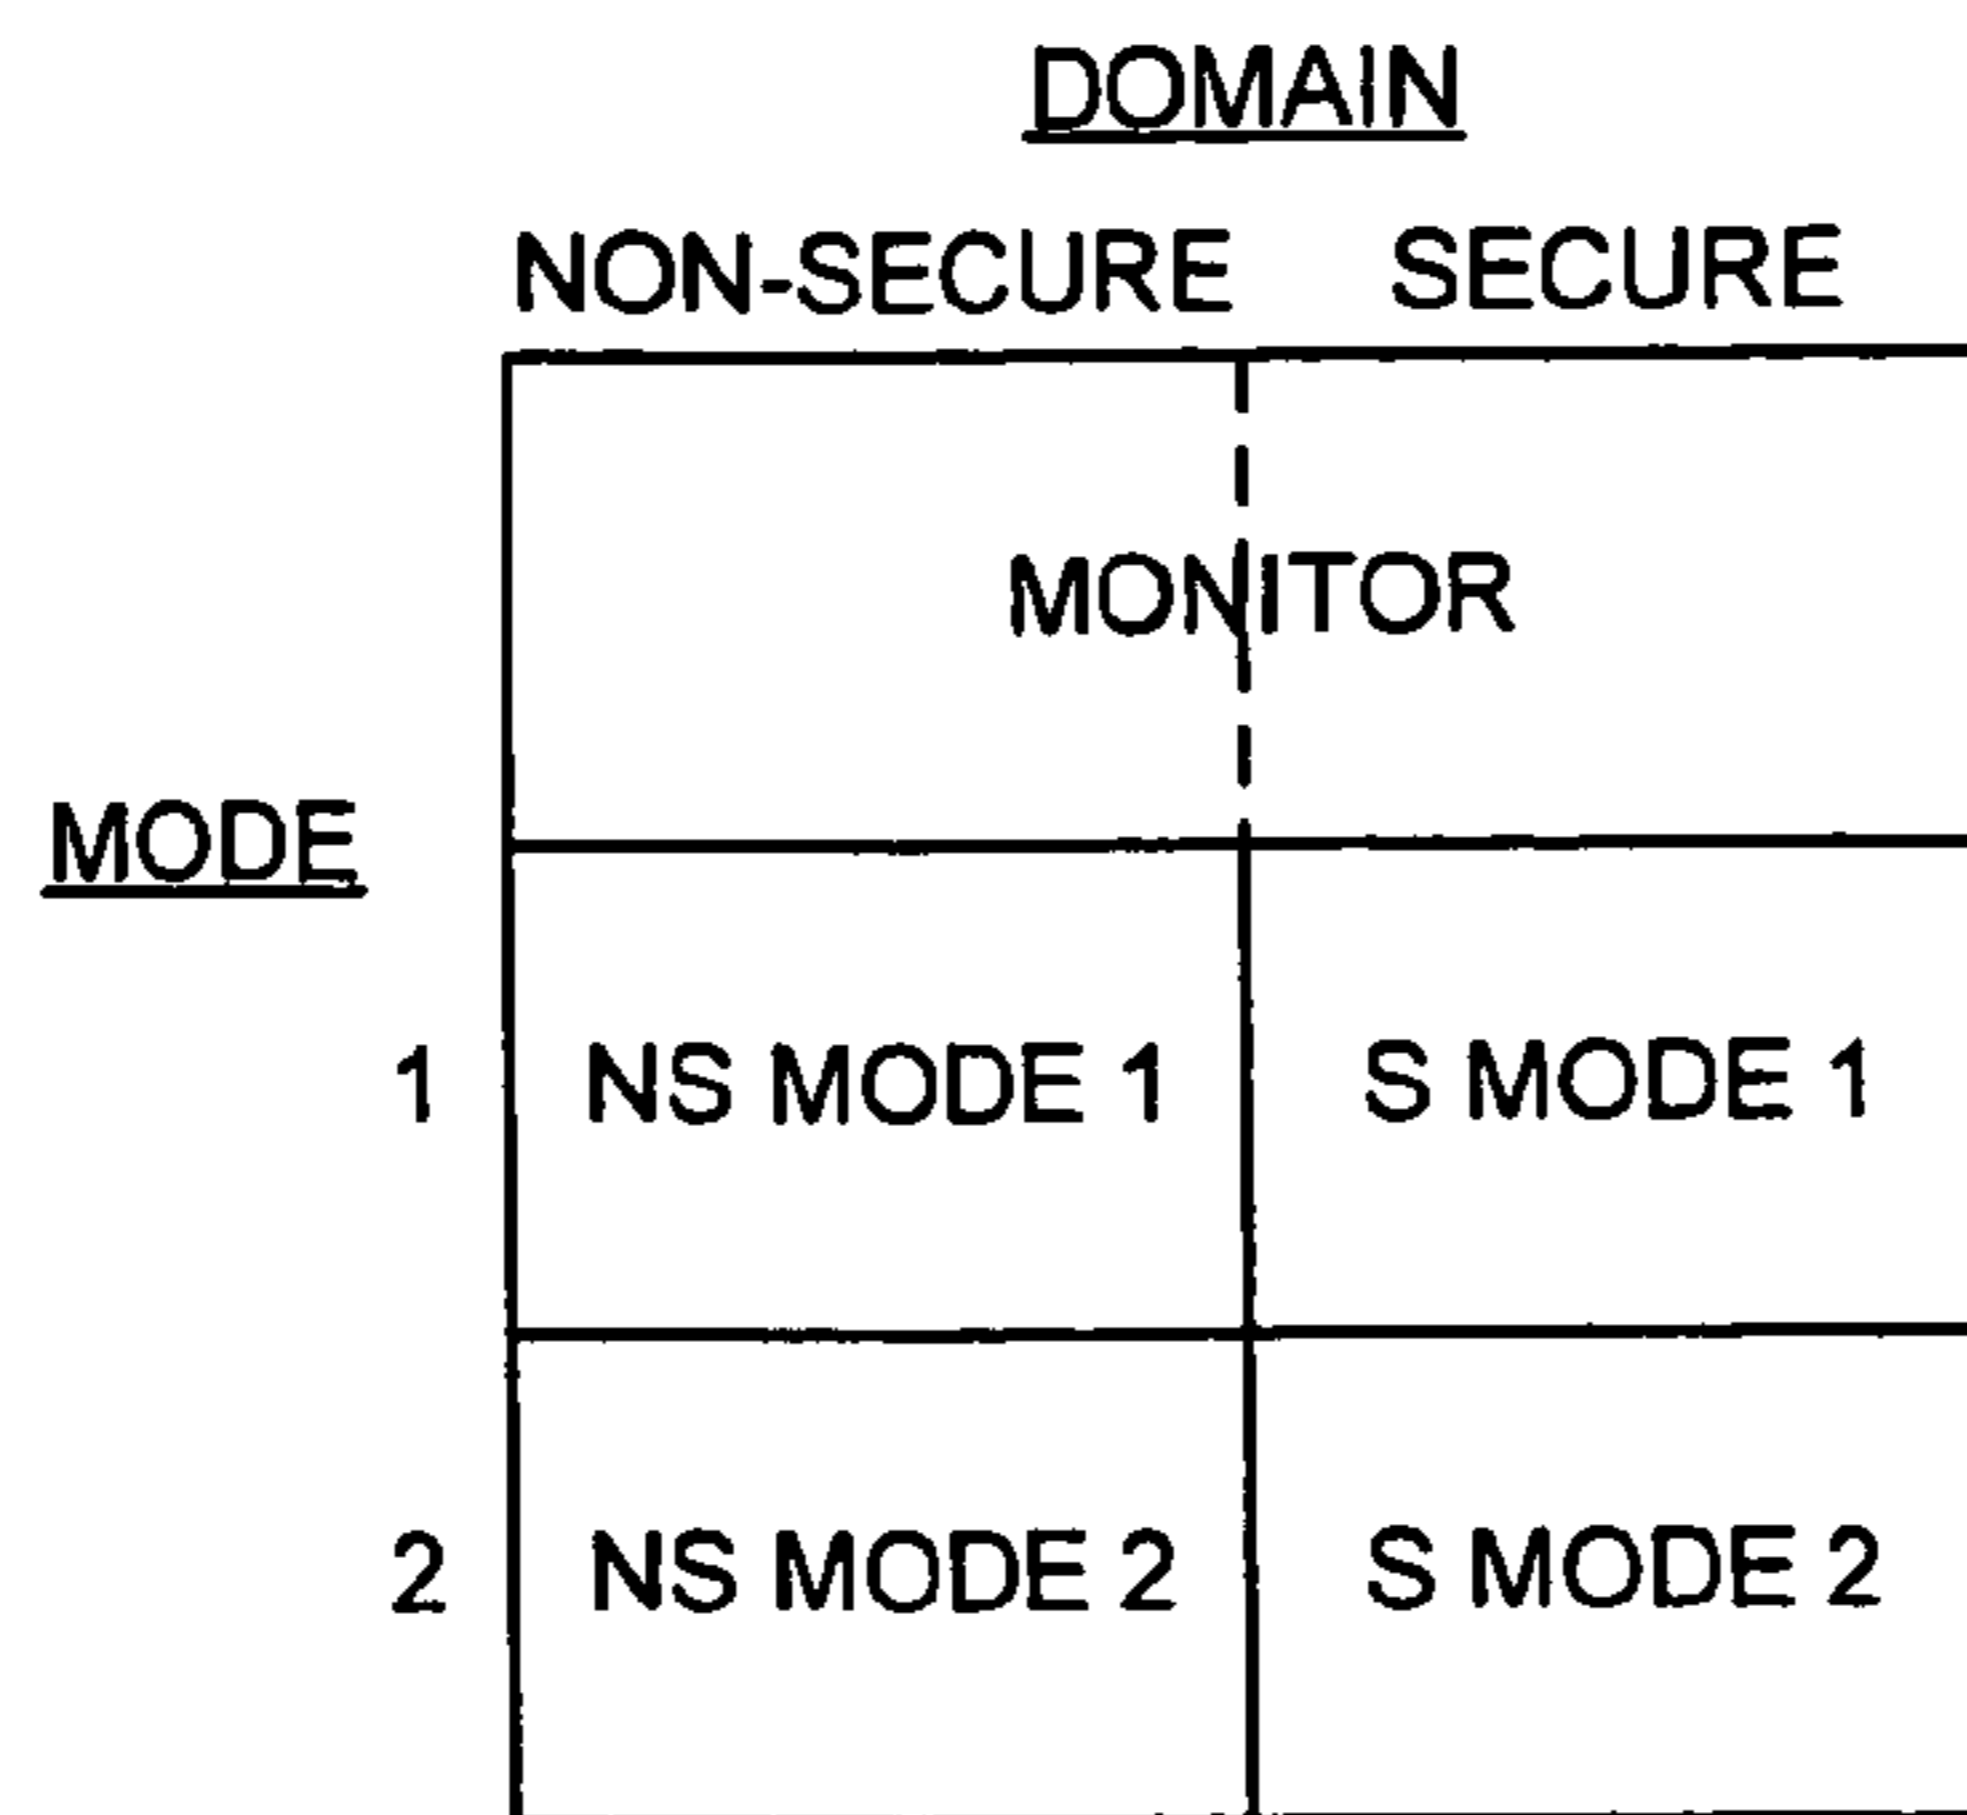 DOMAIN
NON-SECURE SECURE
MONITOR
MODE
1 NS MODE 1 S MODE 1
2 NS MODE 2 S MODE 2